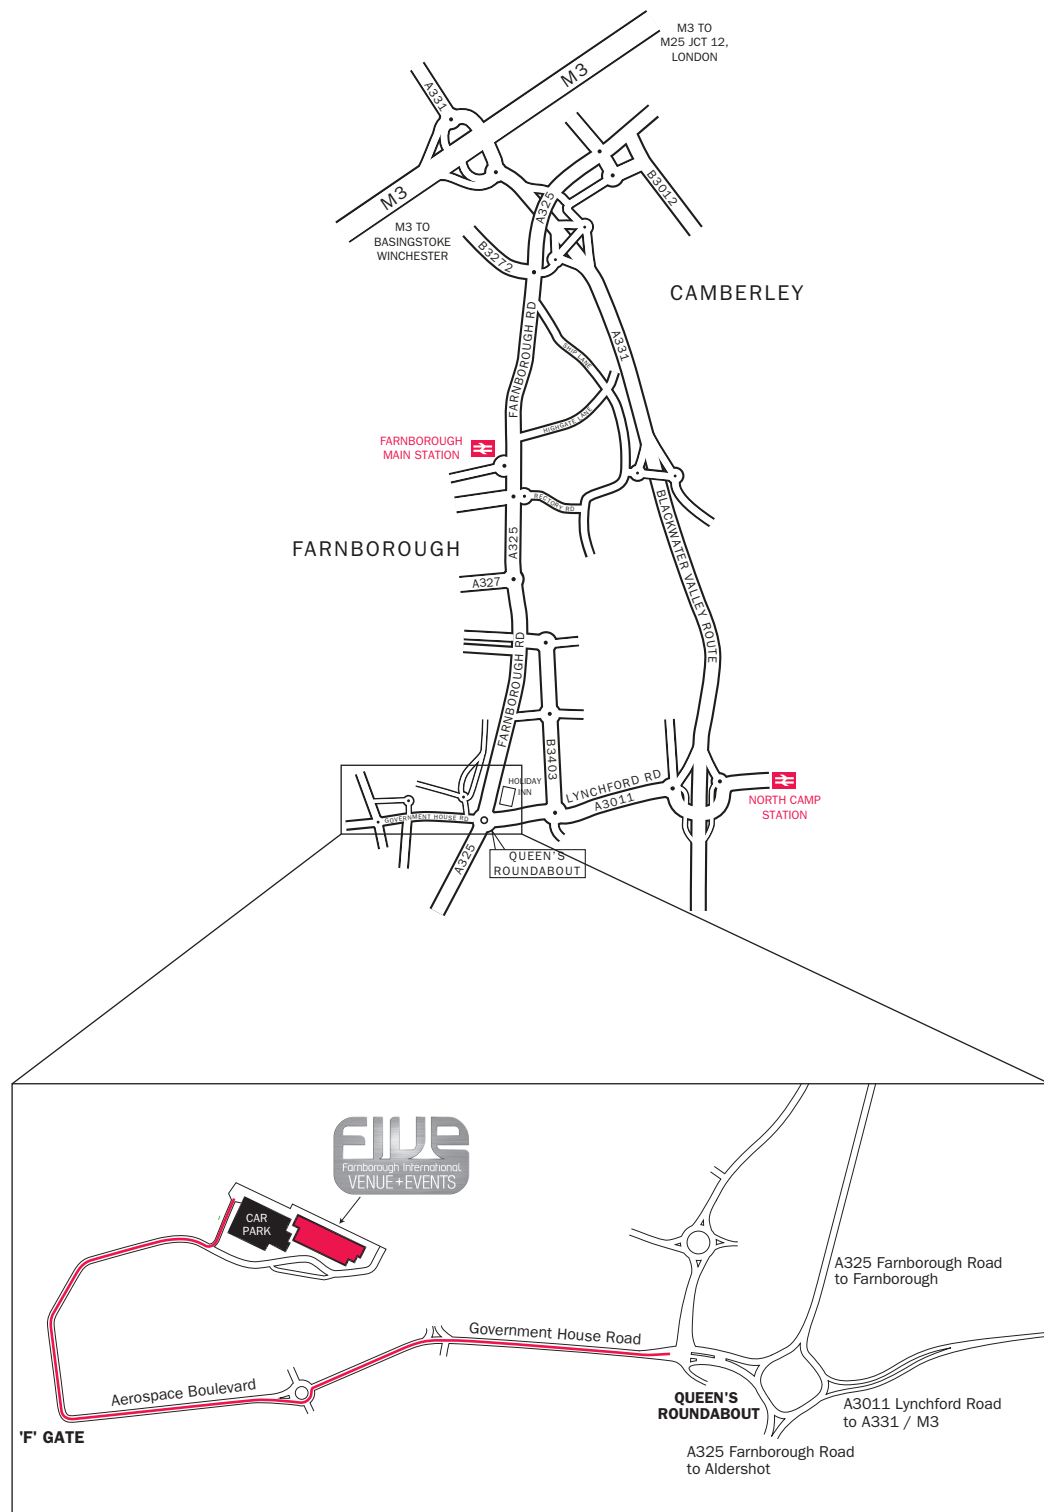 M3 TO
M25 JCT 12,
LONDON
M3
A331
M3
B3012
A325
M3 TO
BASINGSTOKE
WINCHESTER
B3272
CAMBERLEY
FARNBOROUGH RD
A331
SHIP LANE
HIGHGATE LANE
FARNBOROUGH
MAIN STATION
RECTORY RD
BLACKWATER VALLEY ROUTE
A325
FARNBOROUGH
A327
FARNBOROUGH RD
B3403
HOLIDAY
INN
LYNCHFORD RD
A3011
NORTH CAMP
STATION
GOVERNMENT HOUSE RD
A325
QUEEN'S
ROUNDABOUT
FIVE
Farnborough International
VENUE+EVENTS
CAR
PARK
A325 Farnborough Road
to Farnborough
Government House Road
Aerospace Boulevard
QUEEN'S
ROUNDABOUT
A3011 Lynchford Road
to A331 / M3
'F' GATE
A325 Farnborough Road
to Aldershot